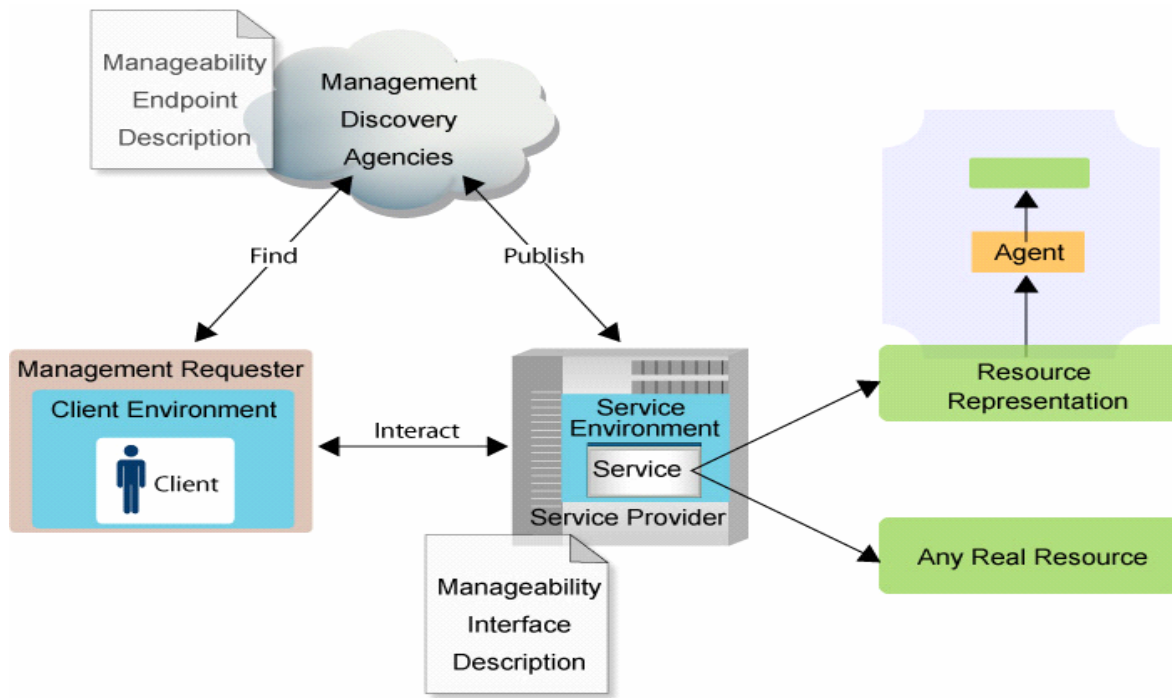 Manageability
Endpoint
Description
Management
Discovery
Agencies
Find
Publish
Agent
Management Requester
Client Environment
Client
Interact
Service
Environment
Service
Service Provider
Resource
Representation
Any Real Resource
Manageability
Interface
Description